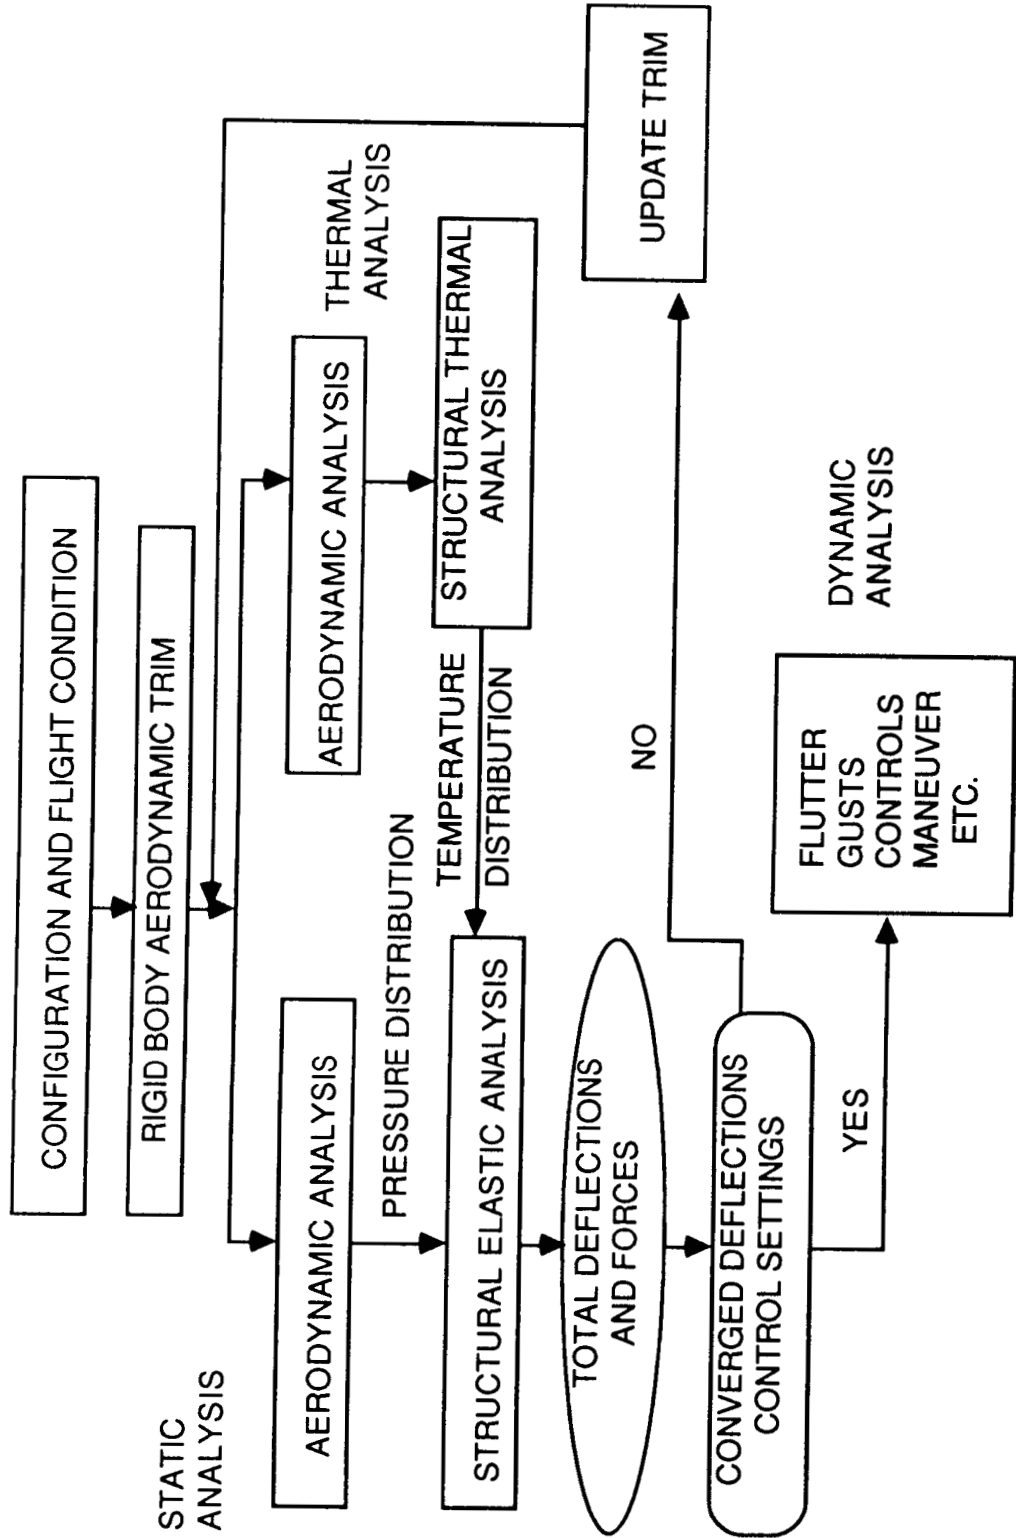 CONFIGURATION AND FLIGHT CONDITION
RIGID BODY AERODYNAMIC TRIM
STATIC
ANALYSIS
THERMAL
ANALYSIS
AERODYNAMIC ANALYSIS
AERODYNAMIC ANALYSIS
PRESSURE DISTRIBUTION
TEMPERATURE
DISTRIBUTION
STRUCTURAL THERMAL
ANALYSIS
STRUCTURAL ELASTIC ANALYSIS
TOTAL DEFLECTIONS
AND FORCES
UPDATE TRIM
NO
CONVERGED DEFLECTIONS
CONTROL SETTINGS
YES
FLUTTER
GUSTS
CONTROLS
MANEUVER
ETC.
DYNAMIC
ANALYSIS